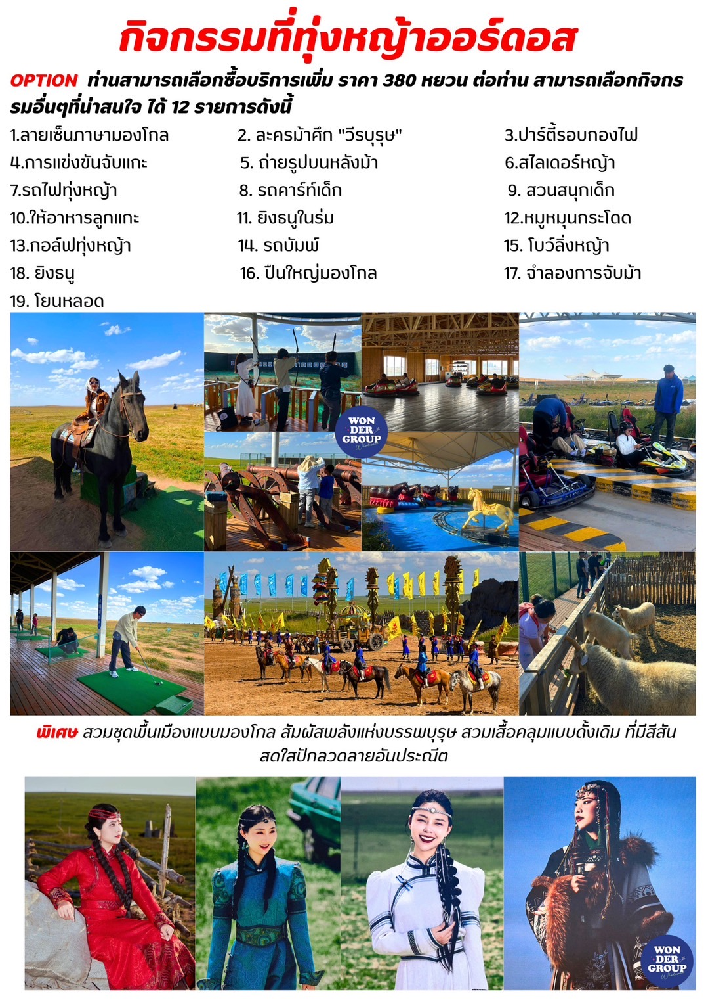 กิจกรรมที่ทุ่งหญ้าออร์ดอส
OPTION ท่านสามารถเลือกซื้อบริการเพิ่ม ราคา 380 หยวน ต่อท่าน สามารถเลือกกิจกร
รมอื่นๆที่น่าสนใจ ได้ 12 รายการดังนี้
1.ลายเซ็นภาษามองโกล 2. ละครม้าศึก "วีรบุรุษ" 3.ปาร์ตี้รอบกองไฟ
4.การแข่งขันจับแกะ 5. ถ่ายรูปบนหลังม้า 6.สไลเดอร์หญ้า
7.รถไฟทุ่งหญ้า 8. รถคาร์ท์เด็ก 9. สวนสนุกเด็ก
10.ให้อาหารลูกแกะ 11. ยิงธนูในร่ม 12.หมูหมุนกระโดด
13.กอล์ฟทุ่งหญ้า 14. รถบัมพ์ 15. โบว์ลิ่งหญ้า
18. ยิงธนู 16. ปืนใหญ่มองโกล 17. จำลองการจับม้า
19. โยนหลอด
WON
DER
GROUP
Wholesale
พิเศษ สวมชุดพื้นเมืองแบบมองโกล สัมผัสพลังแห่งบรรพบุรุษ สวมเสื้อคลุมแบบดั้งเดิม ที่มีสีสัน
สดใสปักลวดลายอันประณีต
WON
DER
GROUP
Wholesale